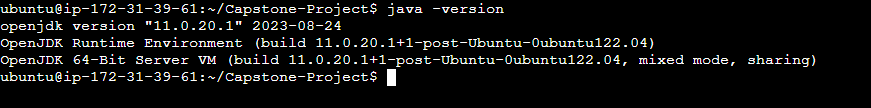 ubuntu@ip-172-31-39-61:~/Capstone-Project$ java -version
openjdk version "11.0.20.1" 2023-08-24
OpenJDK Runtime Environment (build 11.0.20.1+1-post-Ubuntu-0ubuntu122.04)
OpenJDK 64-Bit Server VM (build 11.0.20.1+1-post-Ubuntu-0ubuntu122.04, mixed mode, sharing)
ubuntu@ip-172-31-39-61:~/Capstone-Project$